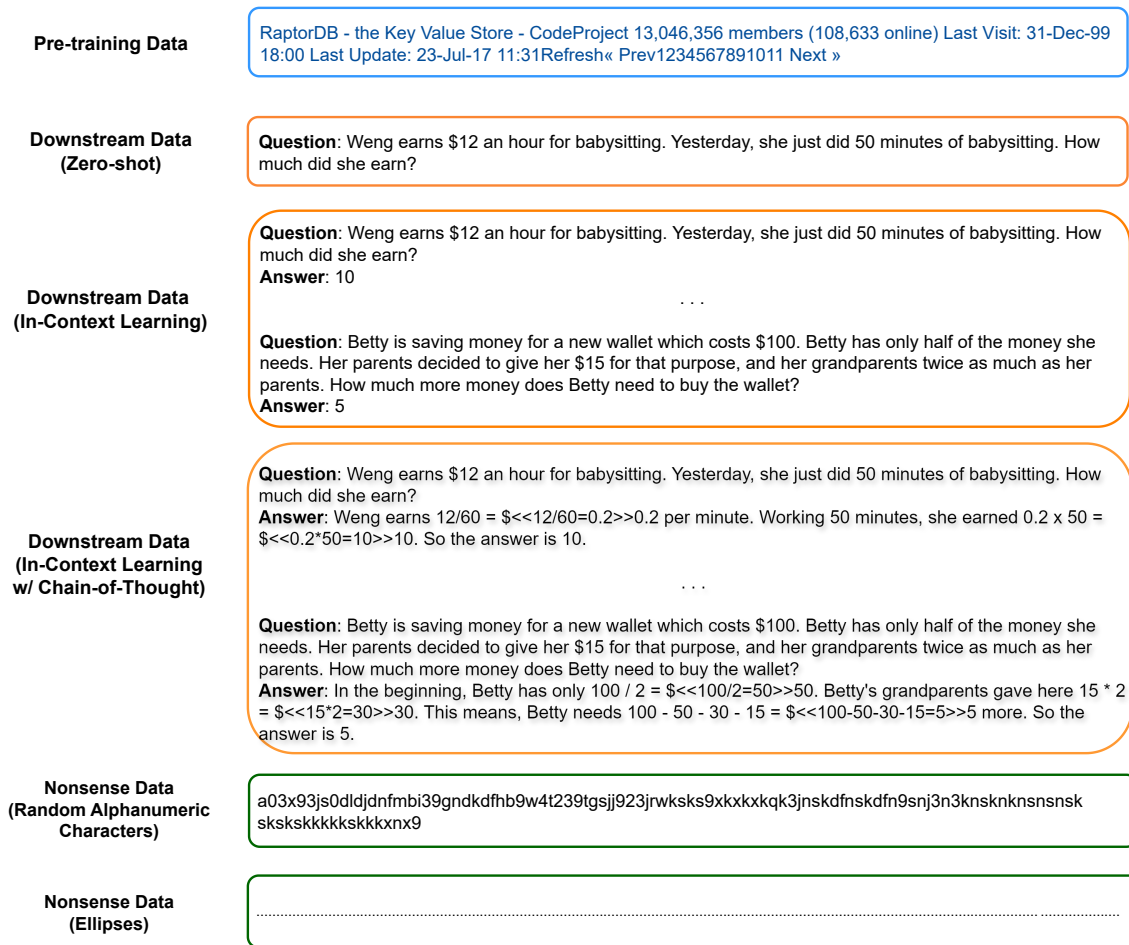 Pre-training Data
RaptorDB - the Key Value Store - CodeProject 13,046,356 members (108,633 online) Last Visit: 31-Dec-99
18:00 Last Update: 23-Jul-17 11:31Refresh« Prev1234567891011 Next »
Downstream Data
(Zero-shot)
Question: Weng earns $12 an hour for babysitting. Yesterday, she just did 50 minutes of babysitting. How
much did she earn?
Downstream Data
(In-Context Learning)
Question: Weng earns $12 an hour for babysitting. Yesterday, she just did 50 minutes of babysitting. How
much did she earn?
Answer: 10
. . .
Question: Betty is saving money for a new wallet which costs $100. Betty has only half of the money she
needs. Her parents decided to give her $15 for that purpose, and her grandparents twice as much as her
parents. How much more money does Betty need to buy the wallet?
Answer: 5
Downstream Data
(In-Context Learning
w/ Chain-of-Thought)
Question: Weng earns $12 an hour for babysitting. Yesterday, she just did 50 minutes of babysitting. How
much did she earn?
Answer: Weng earns 12/60 = $<<12/60=0.2>>0.2 per minute. Working 50 minutes, she earned 0.2 x 50 =
$<<0.2*50=10>>10. So the answer is 10.
. . .
Question: Betty is saving money for a new wallet which costs $100. Betty has only half of the money she
needs. Her parents decided to give her $15 for that purpose, and her grandparents twice as much as her
parents. How much more money does Betty need to buy the wallet?
Answer: In the beginning, Betty has only 100 / 2 = $<<100/2=50>>50. Betty's grandparents gave here 15 * 2
= $<<15*2=30>>30. This means, Betty needs 100 - 50 - 30 - 15 = $<<100-50-30-15=5>>5 more. So the
answer is 5.
Nonsense Data
(Random Alphanumeric
Characters)
a03x93js0dldjdnfmbi39gndkdfhb9w4t239tgsjj923jrwksks9xkxkxkqk3jnskdfnskdfn9snj3n3knsknknsnsnsk
sksksk​kkkkskkkxnx9
Nonsense Data
(Ellipses)
....................................................................................................................................................................................................................................